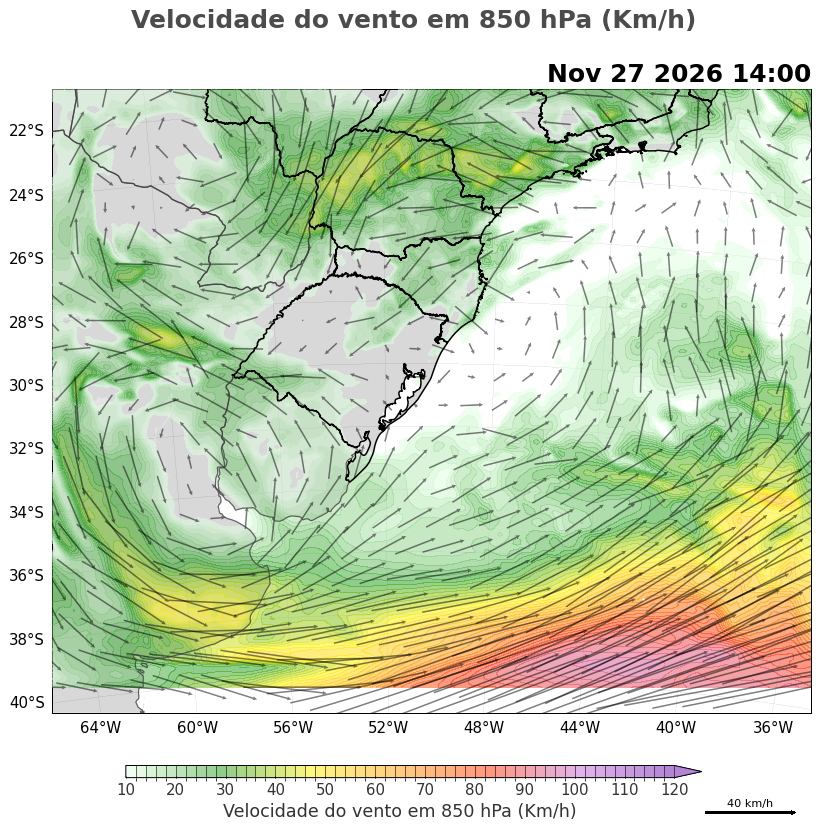 Velocidade do vento em 850 hPa (Km/h)
Nov 27 2026 14:00
22°S
24°S
26°S
28°S
30°S
32°S
34°S
36°S
38°S
40°S
64°W 60°W 56°W 52°W 48°W 44°W 40°W 36°W
10 20 30 40 50 60 70 80 90 100 110 120
Velocidade do vento em 850 hPa (Km/h)
40 km/h